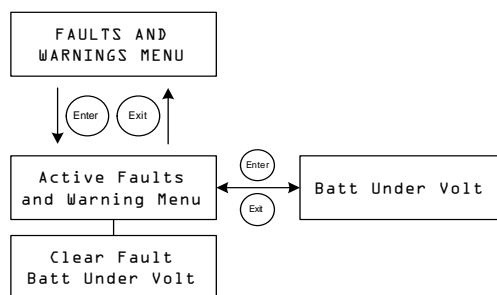 FAULTS AND
WARNINGS MENU
Enter
Exit
Active Faults
and Warning Menu
Enter
Exit
Batt Under Volt
Clear Fault
Batt Under Volt